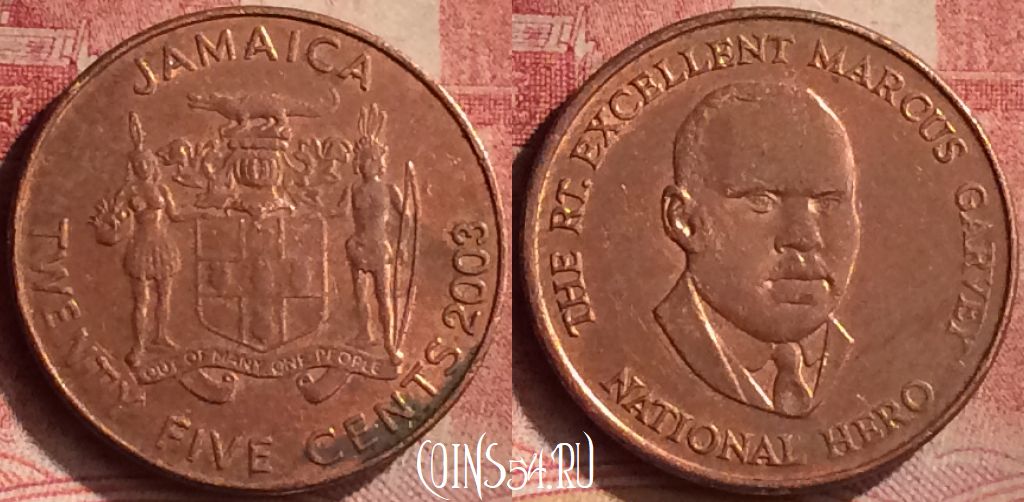 JAMAICA
TWENTY FIVE CENTS 2003
OUT OF MANY, ONE PEOPLE
THE RT. EXCELLENT MARCUS GARVEY
NATIONAL HERO
COINS54.RU